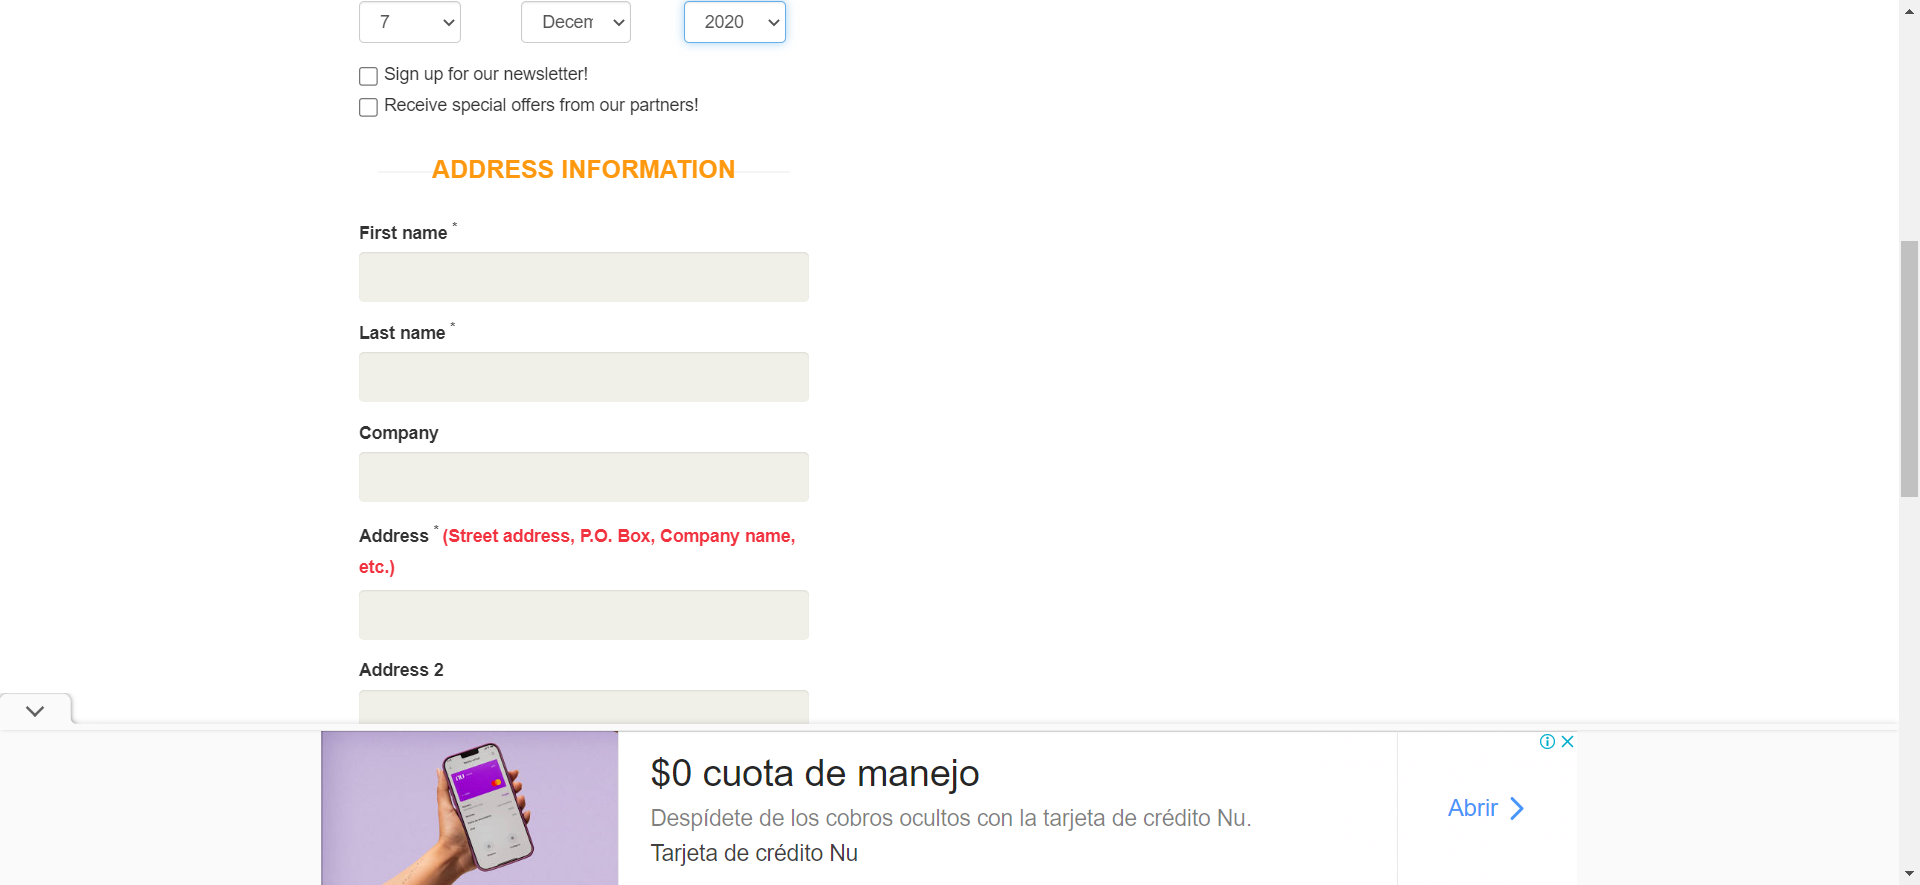 7 Decem 2020
Sign up for our newsletter!
Receive special offers from our partners!
ADDRESS INFORMATION
First name *
Last name *
Company
Address * (Street address, P.O. Box, Company name,
etc.)
Address 2
$0 cuota de manejo
Despídete de los cobros ocultos con la tarjeta de crédito Nu.
Tarjeta de crédito Nu
Abrir